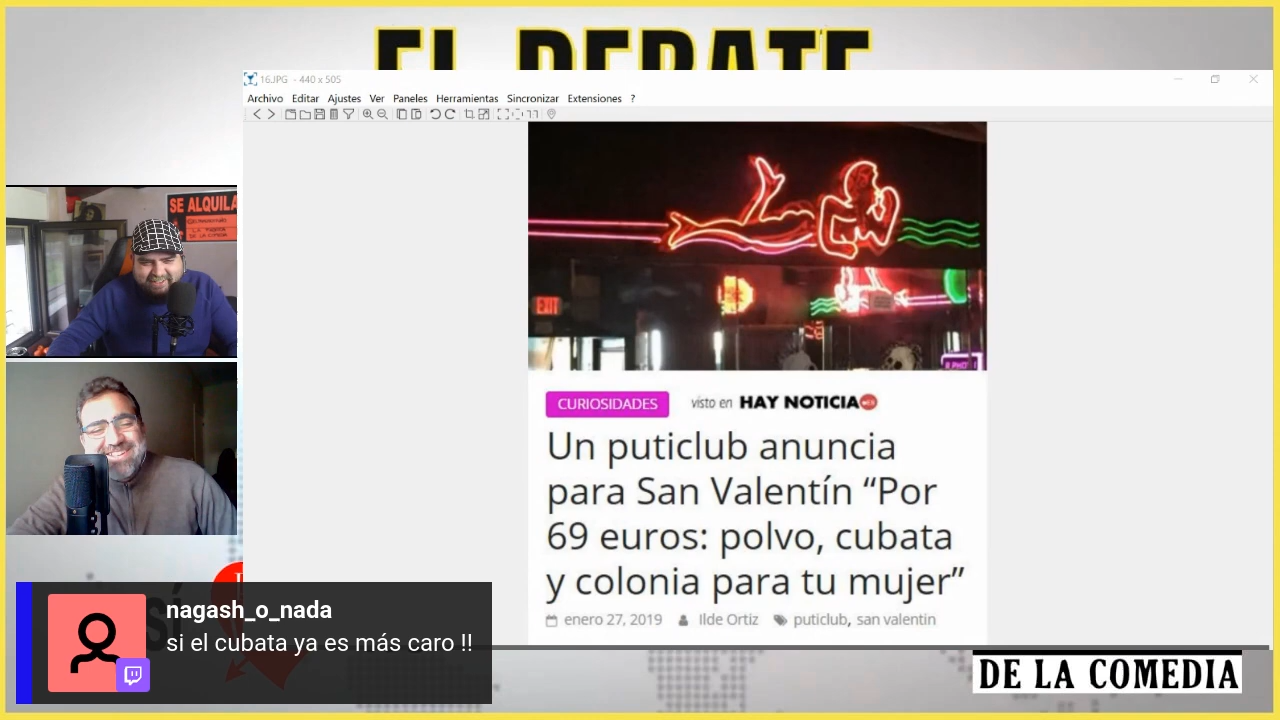 EL DEBATE
16.JPG - 440 x 505
Archivo Editar Ajustes Ver Paneles Herramientas Sincronizar Extensiones ?
SE ALQUILA
EXIT
CURIOSIDADES visto en HAY NOTICIA
Un puticlub anuncia
para San Valentín “Por
69 euros: polvo, cubata
y colonia para tu mujer”
enero 27, 2019 Ilde Ortiz puticlub, san valentin
nagash_o_nada
si el cubata ya es más caro !!
DE LA COMEDIA